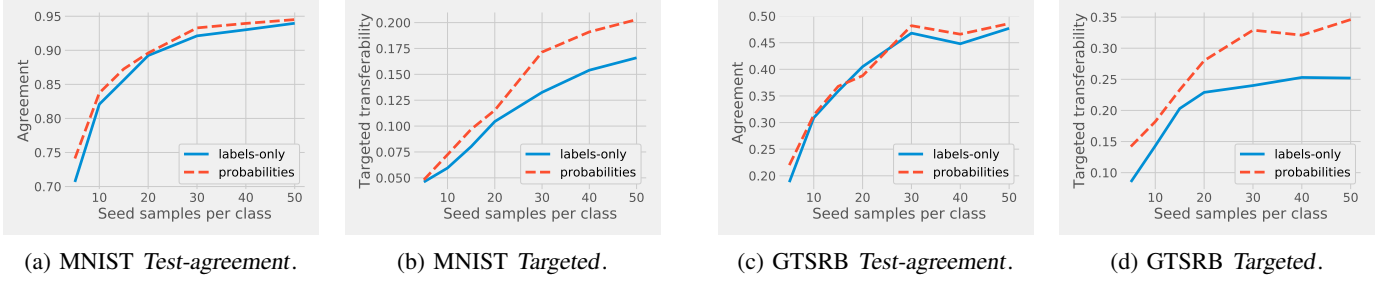 0.95
0.90
0.85
0.80
0.75
0.70
Agreement
labels-only
probabilities
10 20 30 40 50
Seed samples per class
(a) MNIST Test-agreement.
0.200
0.175
0.150
0.125
0.100
0.075
0.050
Targeted transferability
labels-only
probabilities
10 20 30 40 50
Seed samples per class
(b) MNIST Targeted.
0.50
0.45
0.40
0.35
0.30
0.25
0.20
Agreement
labels-only
probabilities
10 20 30 40 50
Seed samples per class
(c) GTSRB Test-agreement.
0.35
0.30
0.25
0.20
0.15
0.10
Targeted transferability
labels-only
probabilities
10 20 30 40 50
Seed samples per class
(d) GTSRB Targeted.